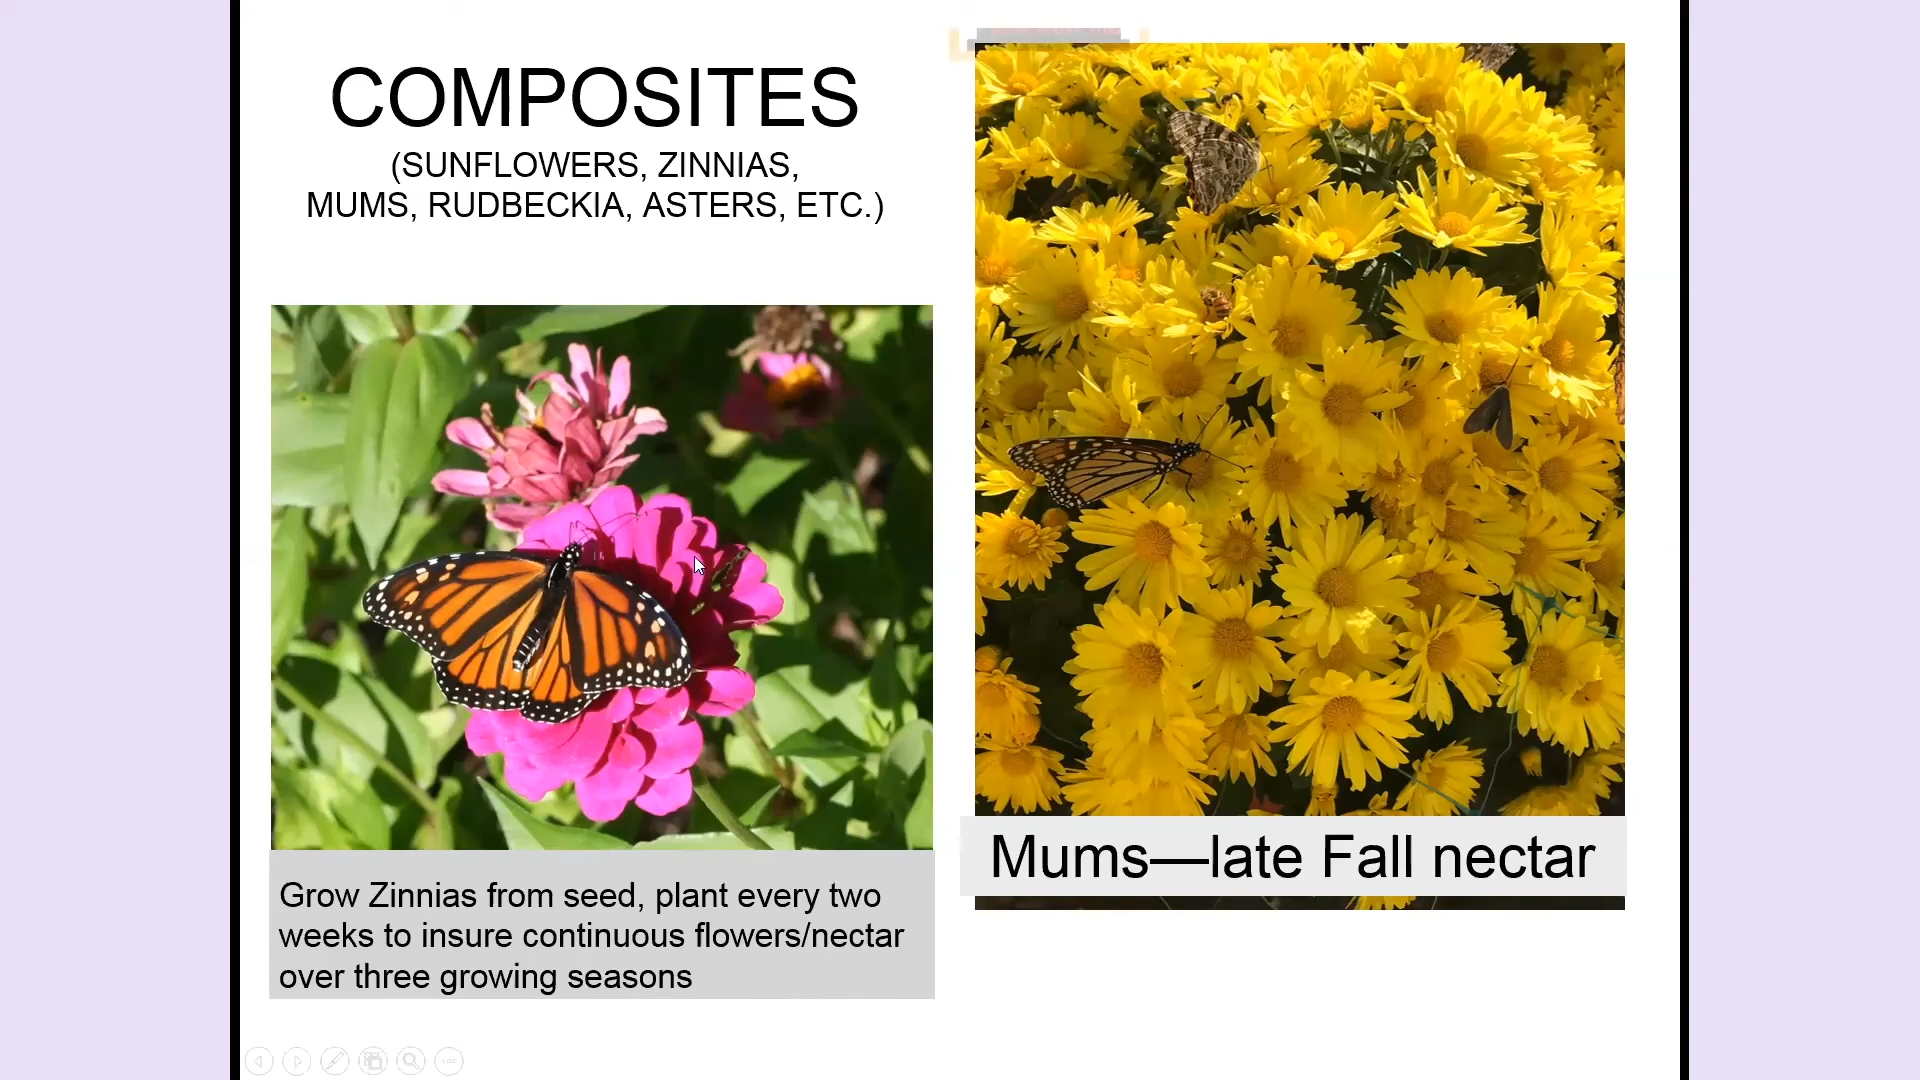 COMPOSITES
(SUNFLOWERS, ZINNIAS,
MUMS, RUDBECKIA, ASTERS, ETC.)
Grow Zinnias from seed, plant every two
weeks to insure continuous flowers/nectar
over three growing seasons
Mums—late Fall nectar